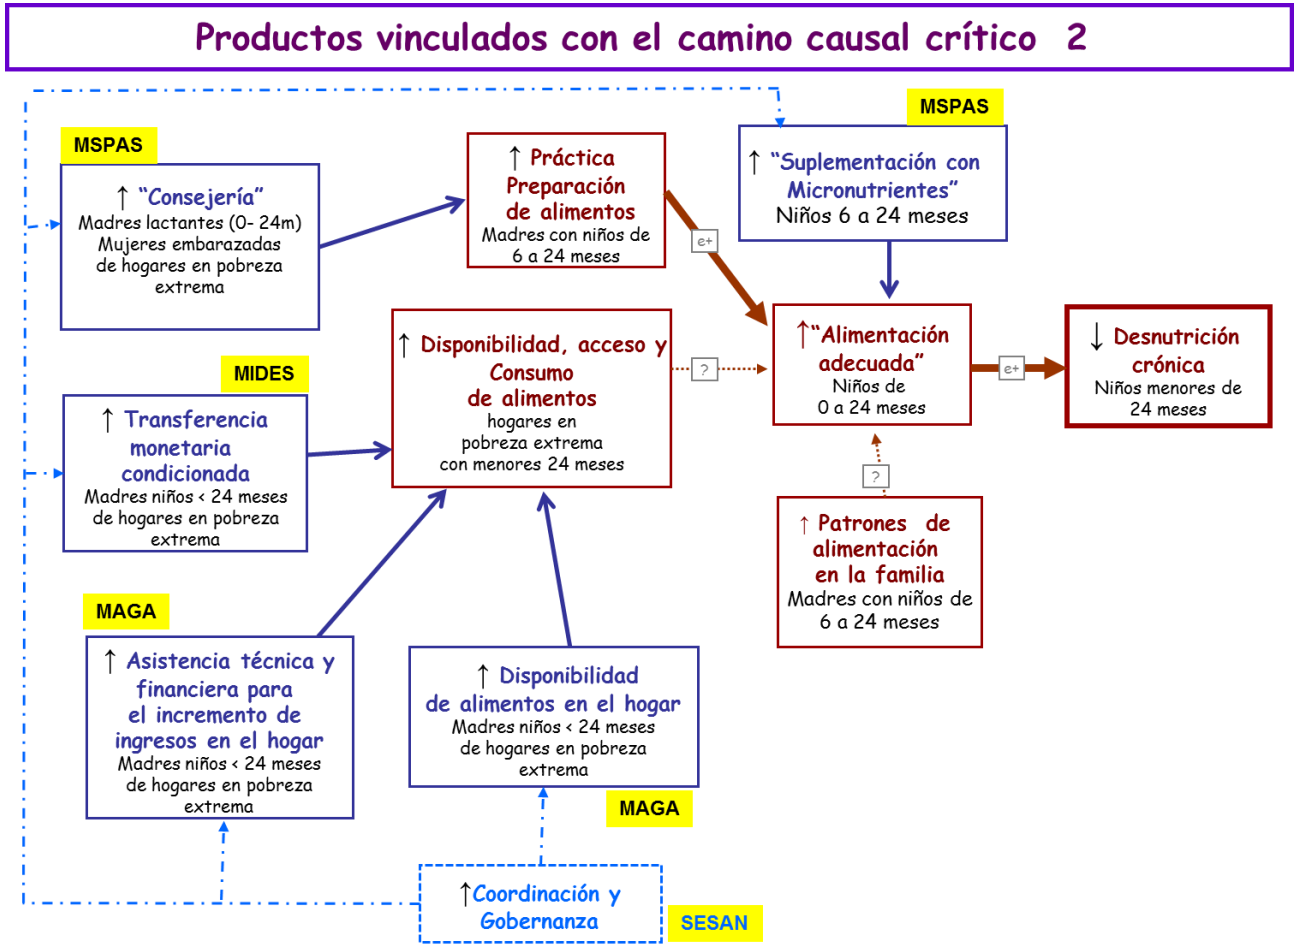 Productos vinculados con el camino causal crítico 2
MSPAS
↑ “Consejería”
Madres lactantes (0- 24m)
Mujeres embarazadas
de hogares en pobreza
extrema
↑ Práctica
Preparación
de alimentos
Madres con niños de
6 a 24 meses
e+
MSPAS
↑ “Suplementación con
Micronutrientes”
Niños 6 a 24 meses
MIDES
↑ Transferencia
monetaria
condicionada
Madres niños < 24 meses
de hogares en pobreza
extrema
↑ Disponibilidad, acceso y
Consumo
de alimentos
hogares en
pobreza extrema
con menores 24 meses
?
↑“Alimentación
adecuada”
Niños de
0 a 24 meses
e+
↓ Desnutrición
crónica
Niños menores de
24 meses
?
↑ Patrones de
alimentación
en la familia
Madres con niños de
6 a 24 meses
MAGA
↑ Asistencia técnica y
financiera para
el incremento de
ingresos en el hogar
Madres niños < 24 meses
de hogares en pobreza
extrema
↑ Disponibilidad
de alimentos en el hogar
Madres niños < 24 meses
de hogares en pobreza
extrema
MAGA
↑Coordinación y
Gobernanza
SESAN